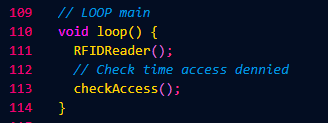 109 // LOOP main
110 void loop() {
111 RFIDReader();
112 // Check time access dennied
113 checkAccess();
114 }